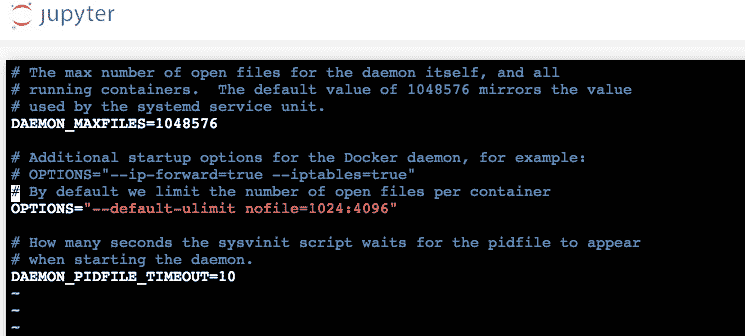 jupyter
# The max number of open files for the daemon itself, and all
# running containers.  The default value of 1048576 mirrors the value
# used by the systemd service unit.
DAEMON_MAXFILES=1048576
# Additional startup options for the Docker daemon, for example:
# OPTIONS="--ip-forward=true --iptables=true"
# By default we limit the number of open files per container
OPTIONS="--default-ulimit nofile=1024:4096"
# How many seconds the sysvinit script waits for the pidfile to appear
# when starting the daemon.
DAEMON_PIDFILE_TIMEOUT=10
~
~
~